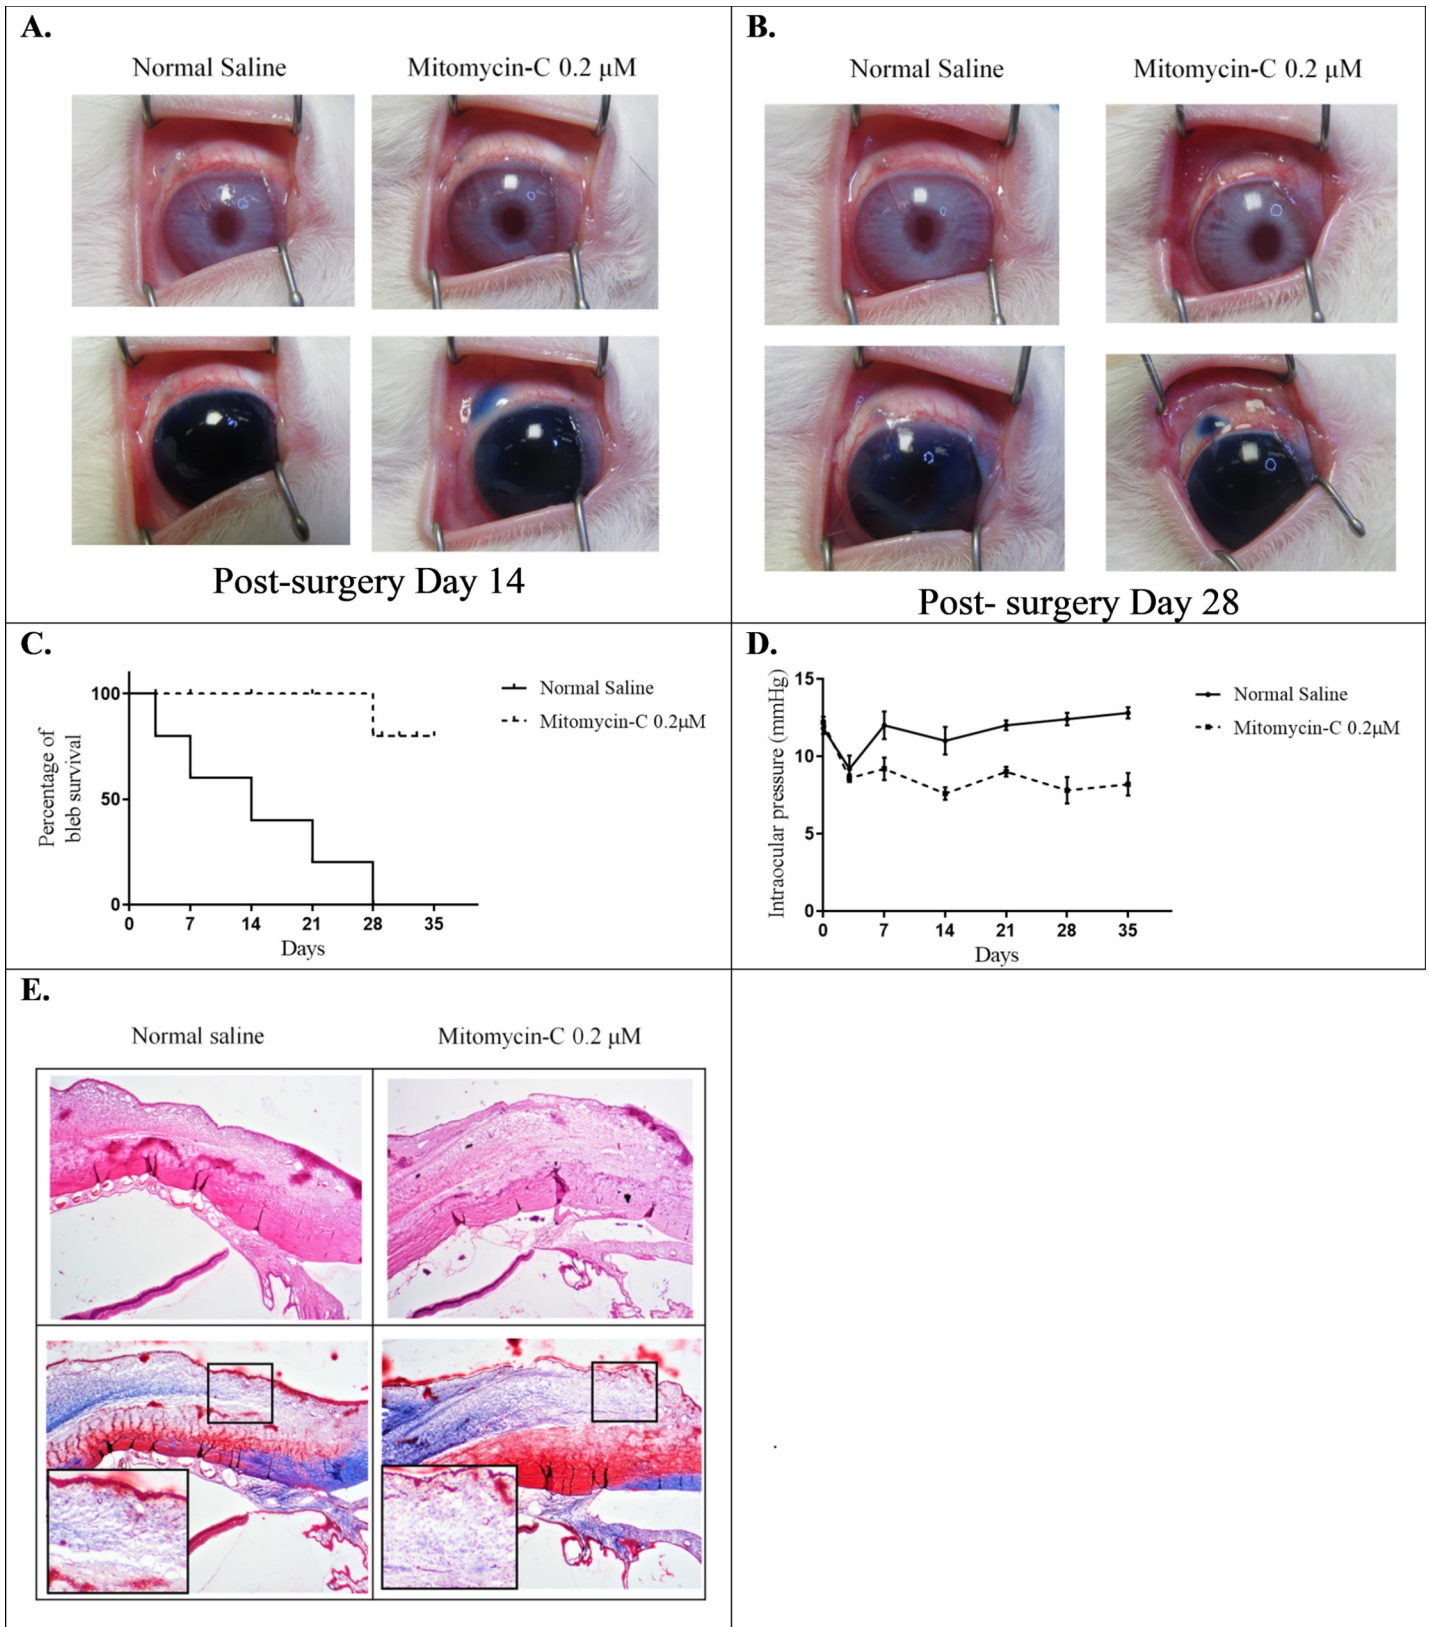 A.
Normal Saline Mitomycin-C 0.2 μM
Post-surgery Day 14
B.
Normal Saline Mitomycin-C 0.2 μM
Post- surgery Day 28
C.
Percentage of
bleb survival
100
50
0
0 7 14 21 28 35
Days
Normal Saline
Mitomycin-C 0.2μM
D.
Intraocular pressure (mmHg)
15
10
5
0
0 7 14 21 28 35
Days
Normal Saline
Mitomycin-C 0.2μM
E.
Normal saline Mitomycin-C 0.2 μM